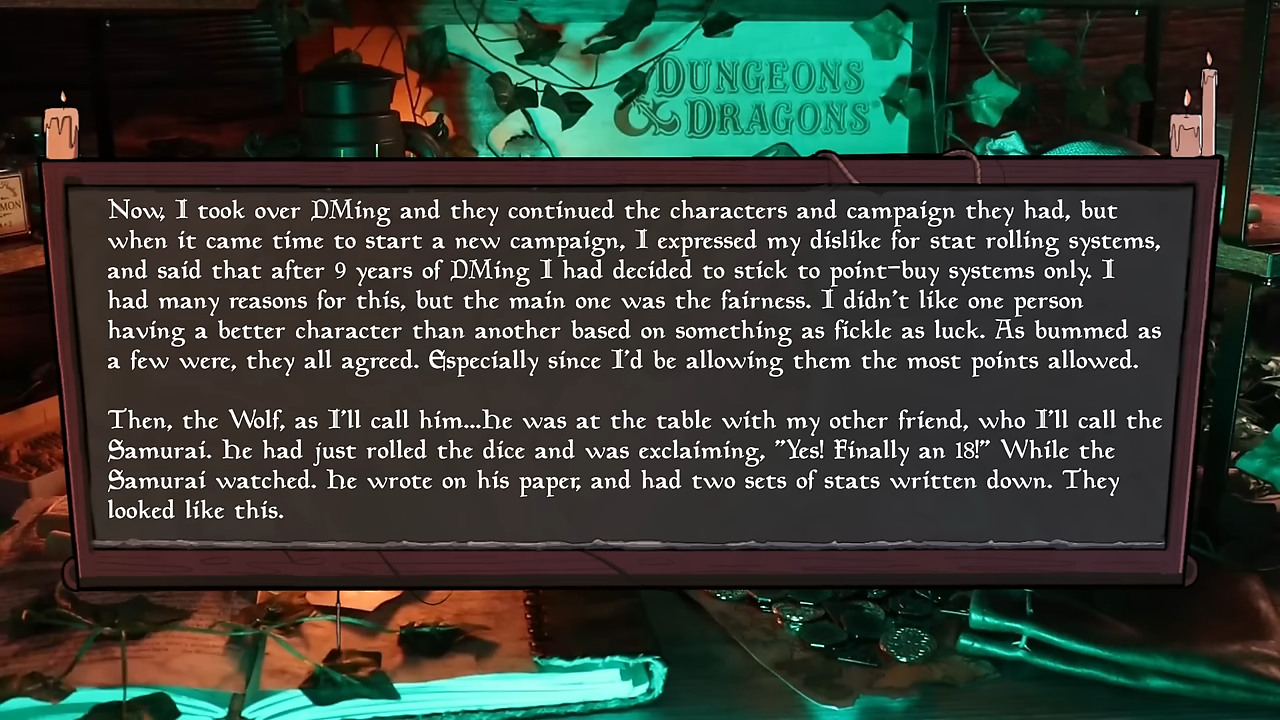 DUNGEONS
& DRAGONS
MON
Now, I took over DMing and they continued the characters and campaign they had, but
when it came time to start a new campaign, I expressed my dislike for stat rolling systems,
and said that after 9 years of DMing I had decided to stick to point-buy systems only. I
had many reasons for this, but the main one was the fairness. I didn't like one person
having a better character than another based on something as fickle as luck. As bummed as
a few were, they all agreed. Especially since I'd be allowing them the most points allowed.
Then, the Wolf, as I'll call him...he was at the table with my other friend, who I'll call the
Samurai. He had just rolled the dice and was exclaiming, "Yes! Finally an 18!" While the
Samurai watched. He wrote on his paper, and had two sets of stats written down. They
looked like this.